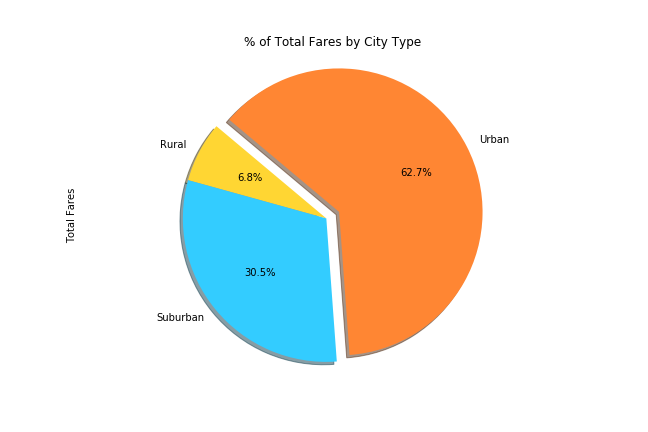 % of Total Fares by City Type
Urban
Rural
62.7%
6.8%
Total Fares
30.5%
Suburban